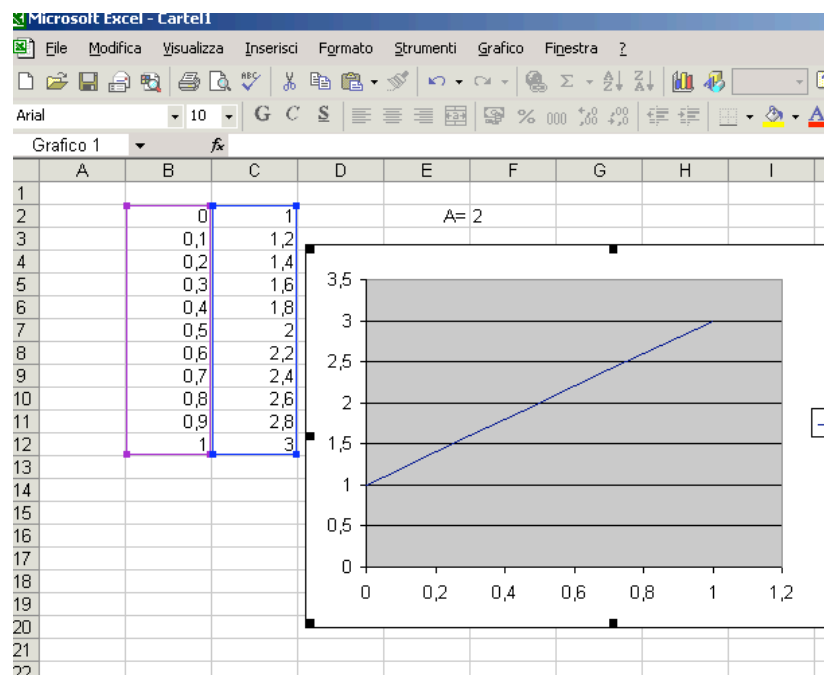 Microsoft Excel - Cartel1
File Modifica Visualizza Inserisci Formato Strumenti Grafico Finestra ?
Arial 10 G C S % 000
Grafico 1 fx
A B C D E F G H I
1
2 0 1 A= 2
3 0,1 1,2
4 0,2 1,4
5 0,3 1,6
6 0,4 1,8
7 0,5 2
8 0,6 2,2
9 0,7 2,4
10 0,8 2,6
11 0,9 2,8
12 1 3
13
14
15
16
17
18
19
20
21
22
3,5
3
2,5
2
1,5
1
0,5
0
0 0,2 0,4 0,6 0,8 1 1,2